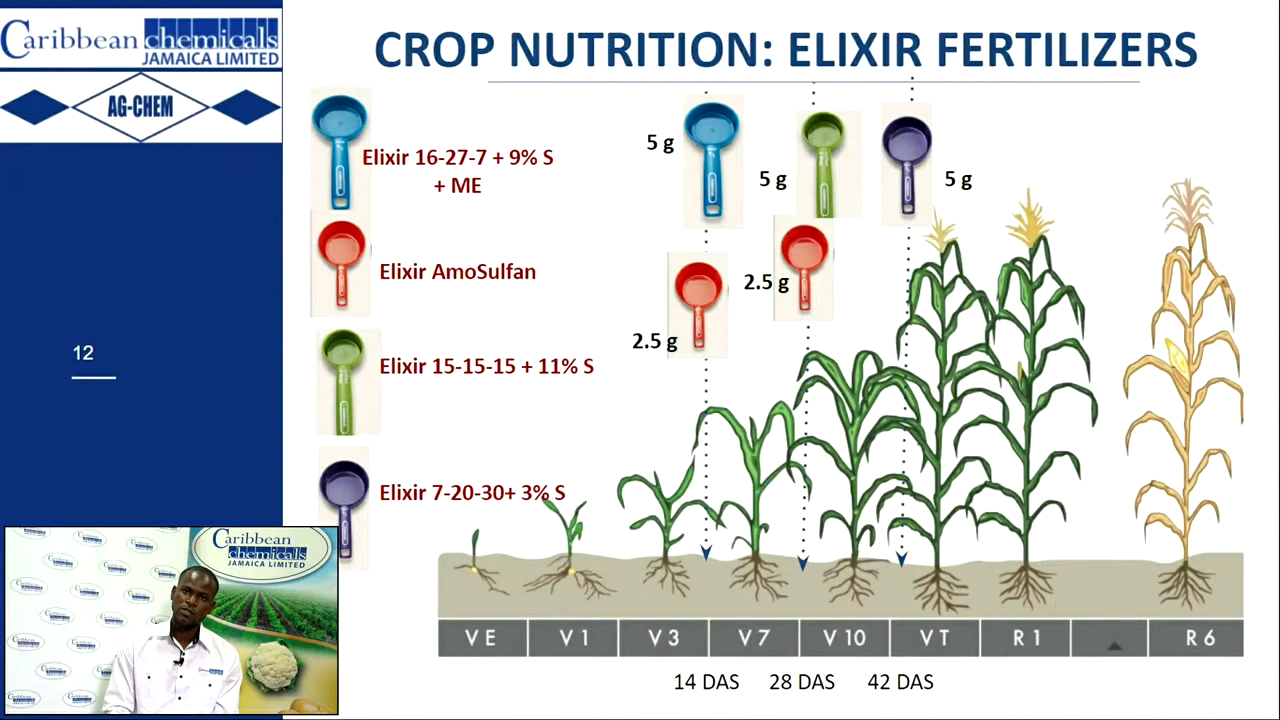 Caribbean chemicals
JAMAICA LIMITED
AG-CHEM
CROP NUTRITION: ELIXIR FERTILIZERS
Elixir 16-27-7 + 9% S
+ ME
Elixir AmoSulfan
Elixir 15-15-15 + 11% S
Elixir 7-20-30+ 3% S
5 g
5 g
5 g
2.5 g
2.5 g
12
V E
V 1
V 3
V 7
V 10
V T
R 1
R 6
14 DAS
28 DAS
42 DAS
Caribbean
chemicals
JAMAICA LIMITED